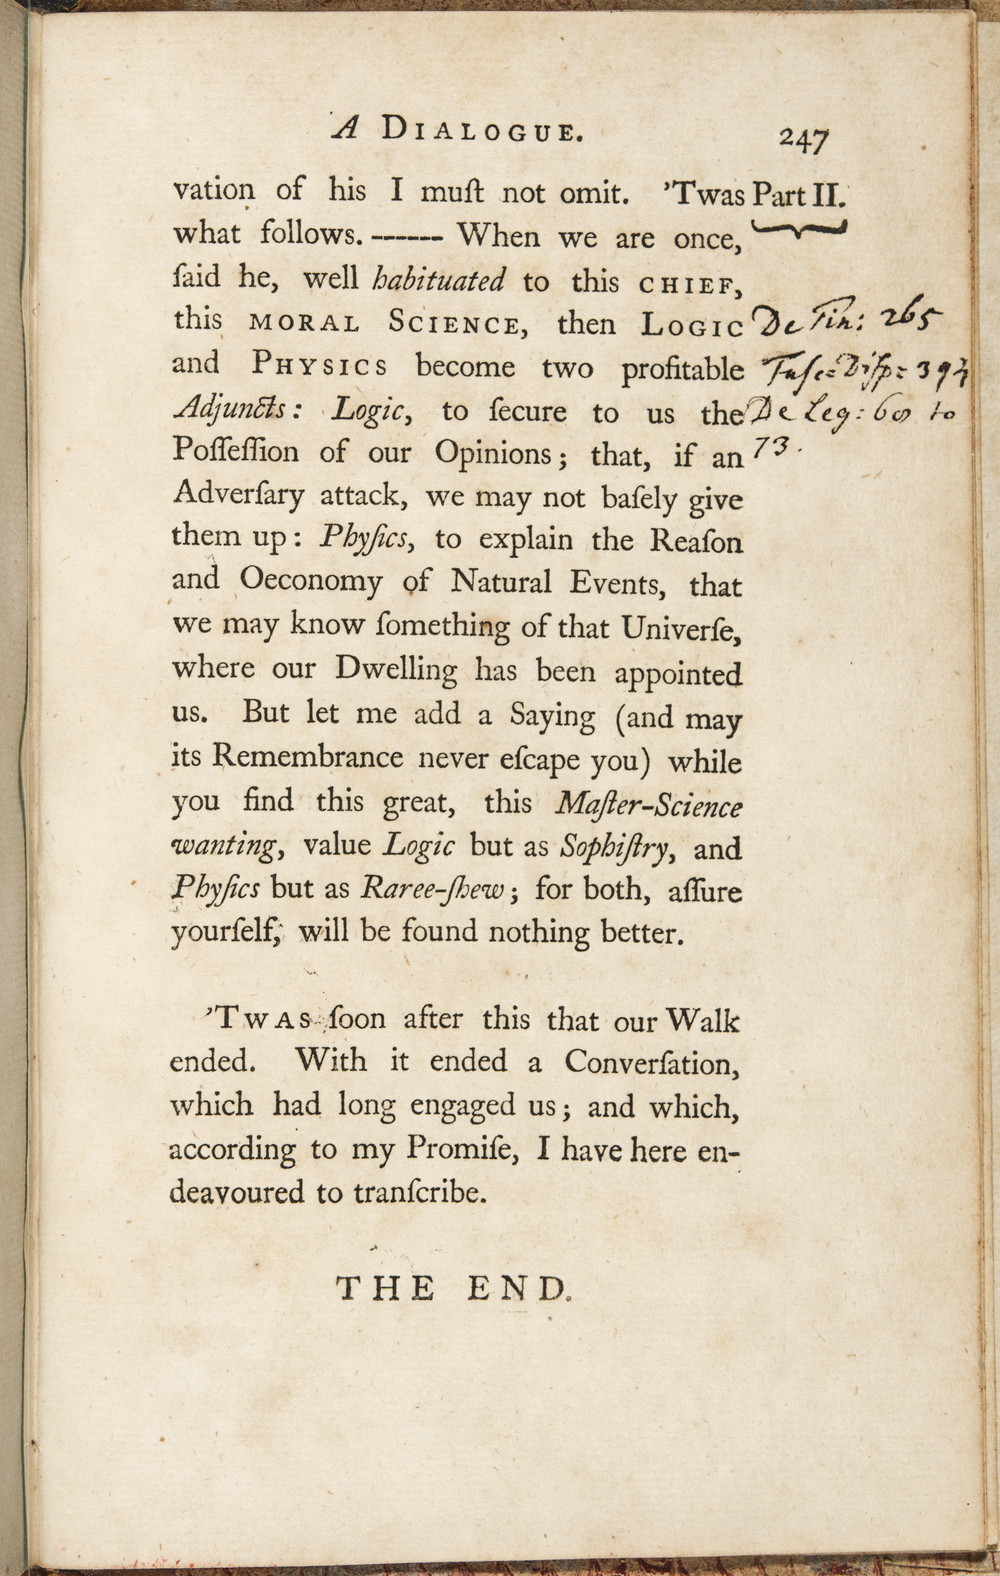 A DIALOGUE.
247
vation of his I muſt not omit. 'Twas
Part II.
what follows. ------ When we are once,
ſaid he, well habituated to this CHIEF,
this MORAL SCIENCE, then LOGIC
De Fin: 265
and PHYSICS become two profitable
Tusc: Disp: 394
Adjuncts: Logic, to ſecure to us the
De Leg: 60 to
Poſſeſſion of our Opinions; that, if an
73.
Adverſary attack, we may not baſely give
them up: Phyſics, to explain the Reaſon
and Oeconomy of Natural Events, that
we may know ſomething of that Univerſe,
where our Dwelling has been appointed
us. But let me add a Saying (and may
its Remembrance never eſcape you) while
you find this great, this Maſter-Science
wanting, value Logic but as Sophiſtry, and
Phyſics but as Raree-ſhew; for both, aſſure
yourſelf, will be found nothing better.
'TWAS ſoon after this that our Walk
ended. With it ended a Converſation,
which had long engaged us; and which,
according to my Promiſe, I have here en-
deavoured to tranſcribe.
THE END.